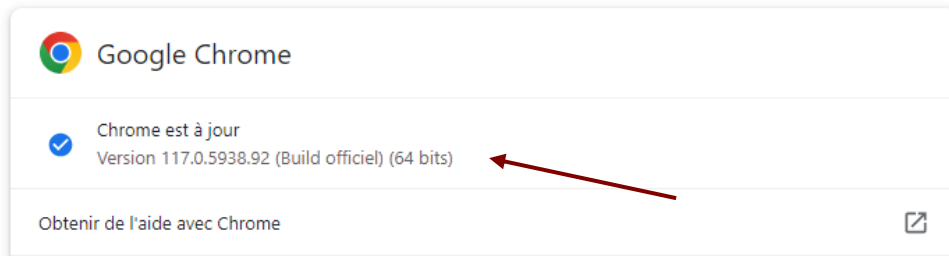 Google Chrome
Chrome est à jour
Version 117.0.5938.92 (Build officiel) (64 bits)
Obtenir de l'aide avec Chrome